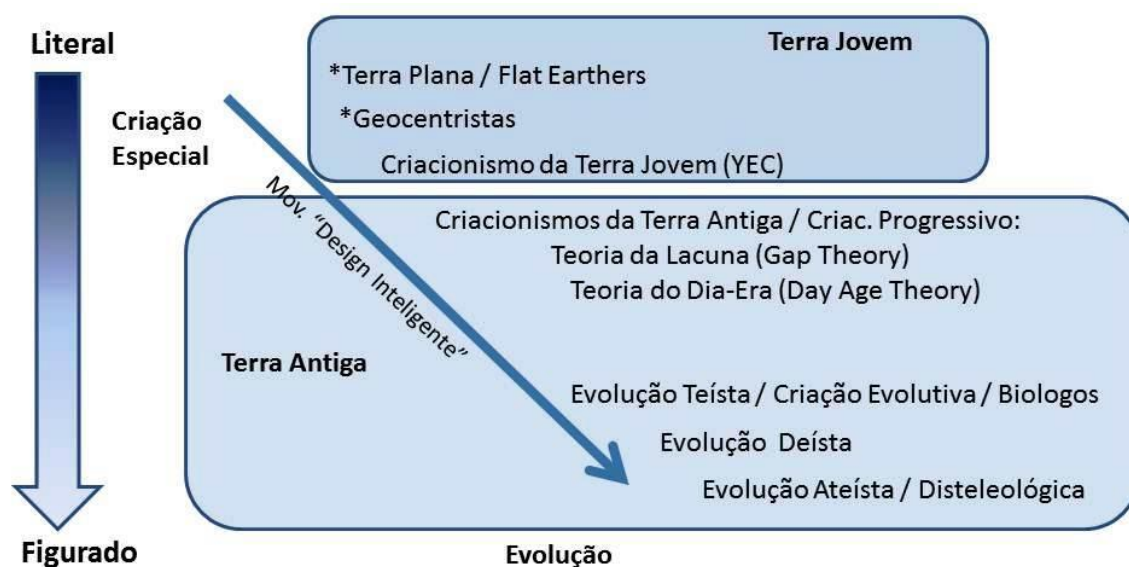 Literal
Terra Jovem
*Terra Plana / Flat Earthers
*Geocentristas
Criacionismo da Terra Jovem (YEC)
Criação
Especial
Mov. “Design Inteligente”
Criacionismos da Terra Antiga / Criac. Progressivo:
Teoria da Lacuna (Gap Theory)
Teoria do Dia-Era (Day Age Theory)
Terra Antiga
Evolução Teísta / Criação Evolutiva / Biologos
Evolução Deísta
Evolução Ateísta / Disteleológica
Figurado
Evolução